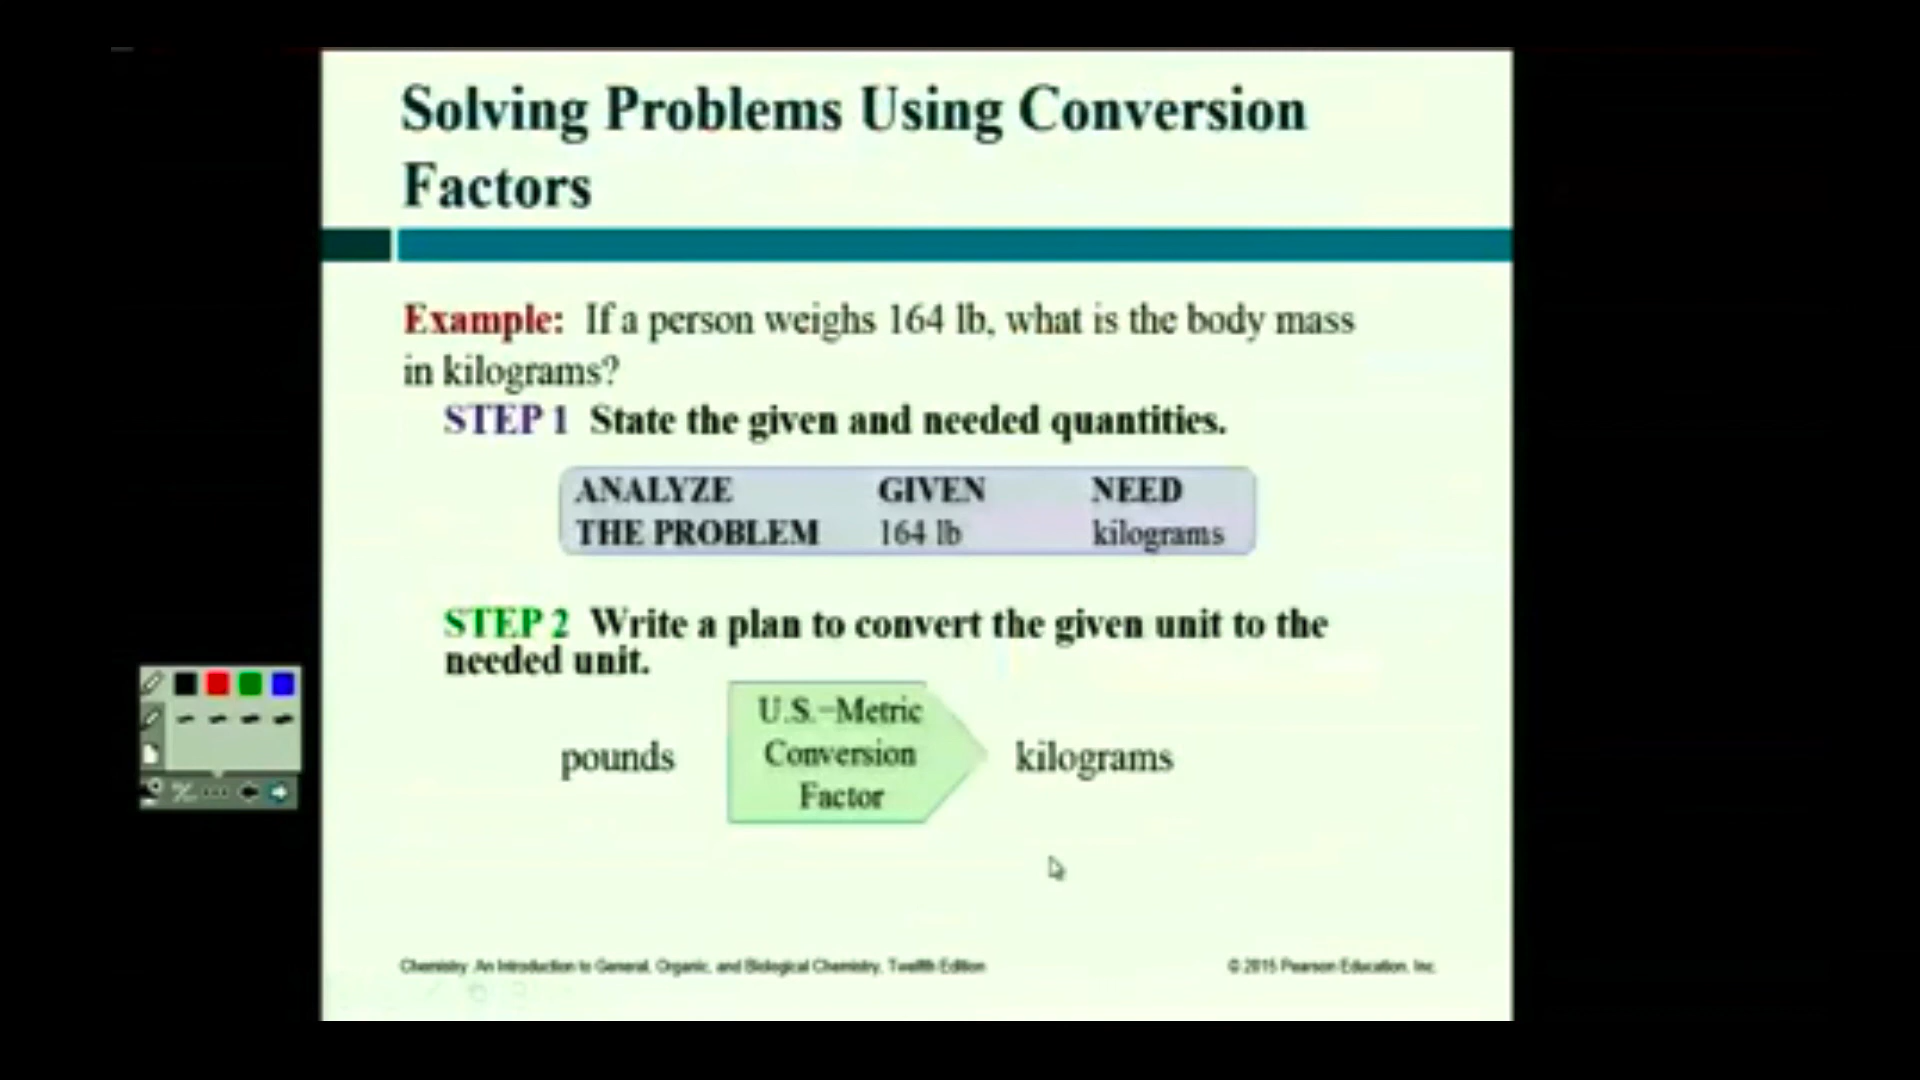 Solving Problems Using Conversion
Factors
Example: If a person weighs 164 lb, what is the body mass
in kilograms?
STEP 1 State the given and needed quantities.
ANALYZE GIVEN NEED
THE PROBLEM 164 lb kilograms
STEP 2 Write a plan to convert the given unit to the
needed unit.
U.S.–Metric
pounds Conversion kilograms
Factor
Chemistry: An Introduction to General, Organic, and Biological Chemistry, Twelfth Edition © 2015 Pearson Education, Inc.